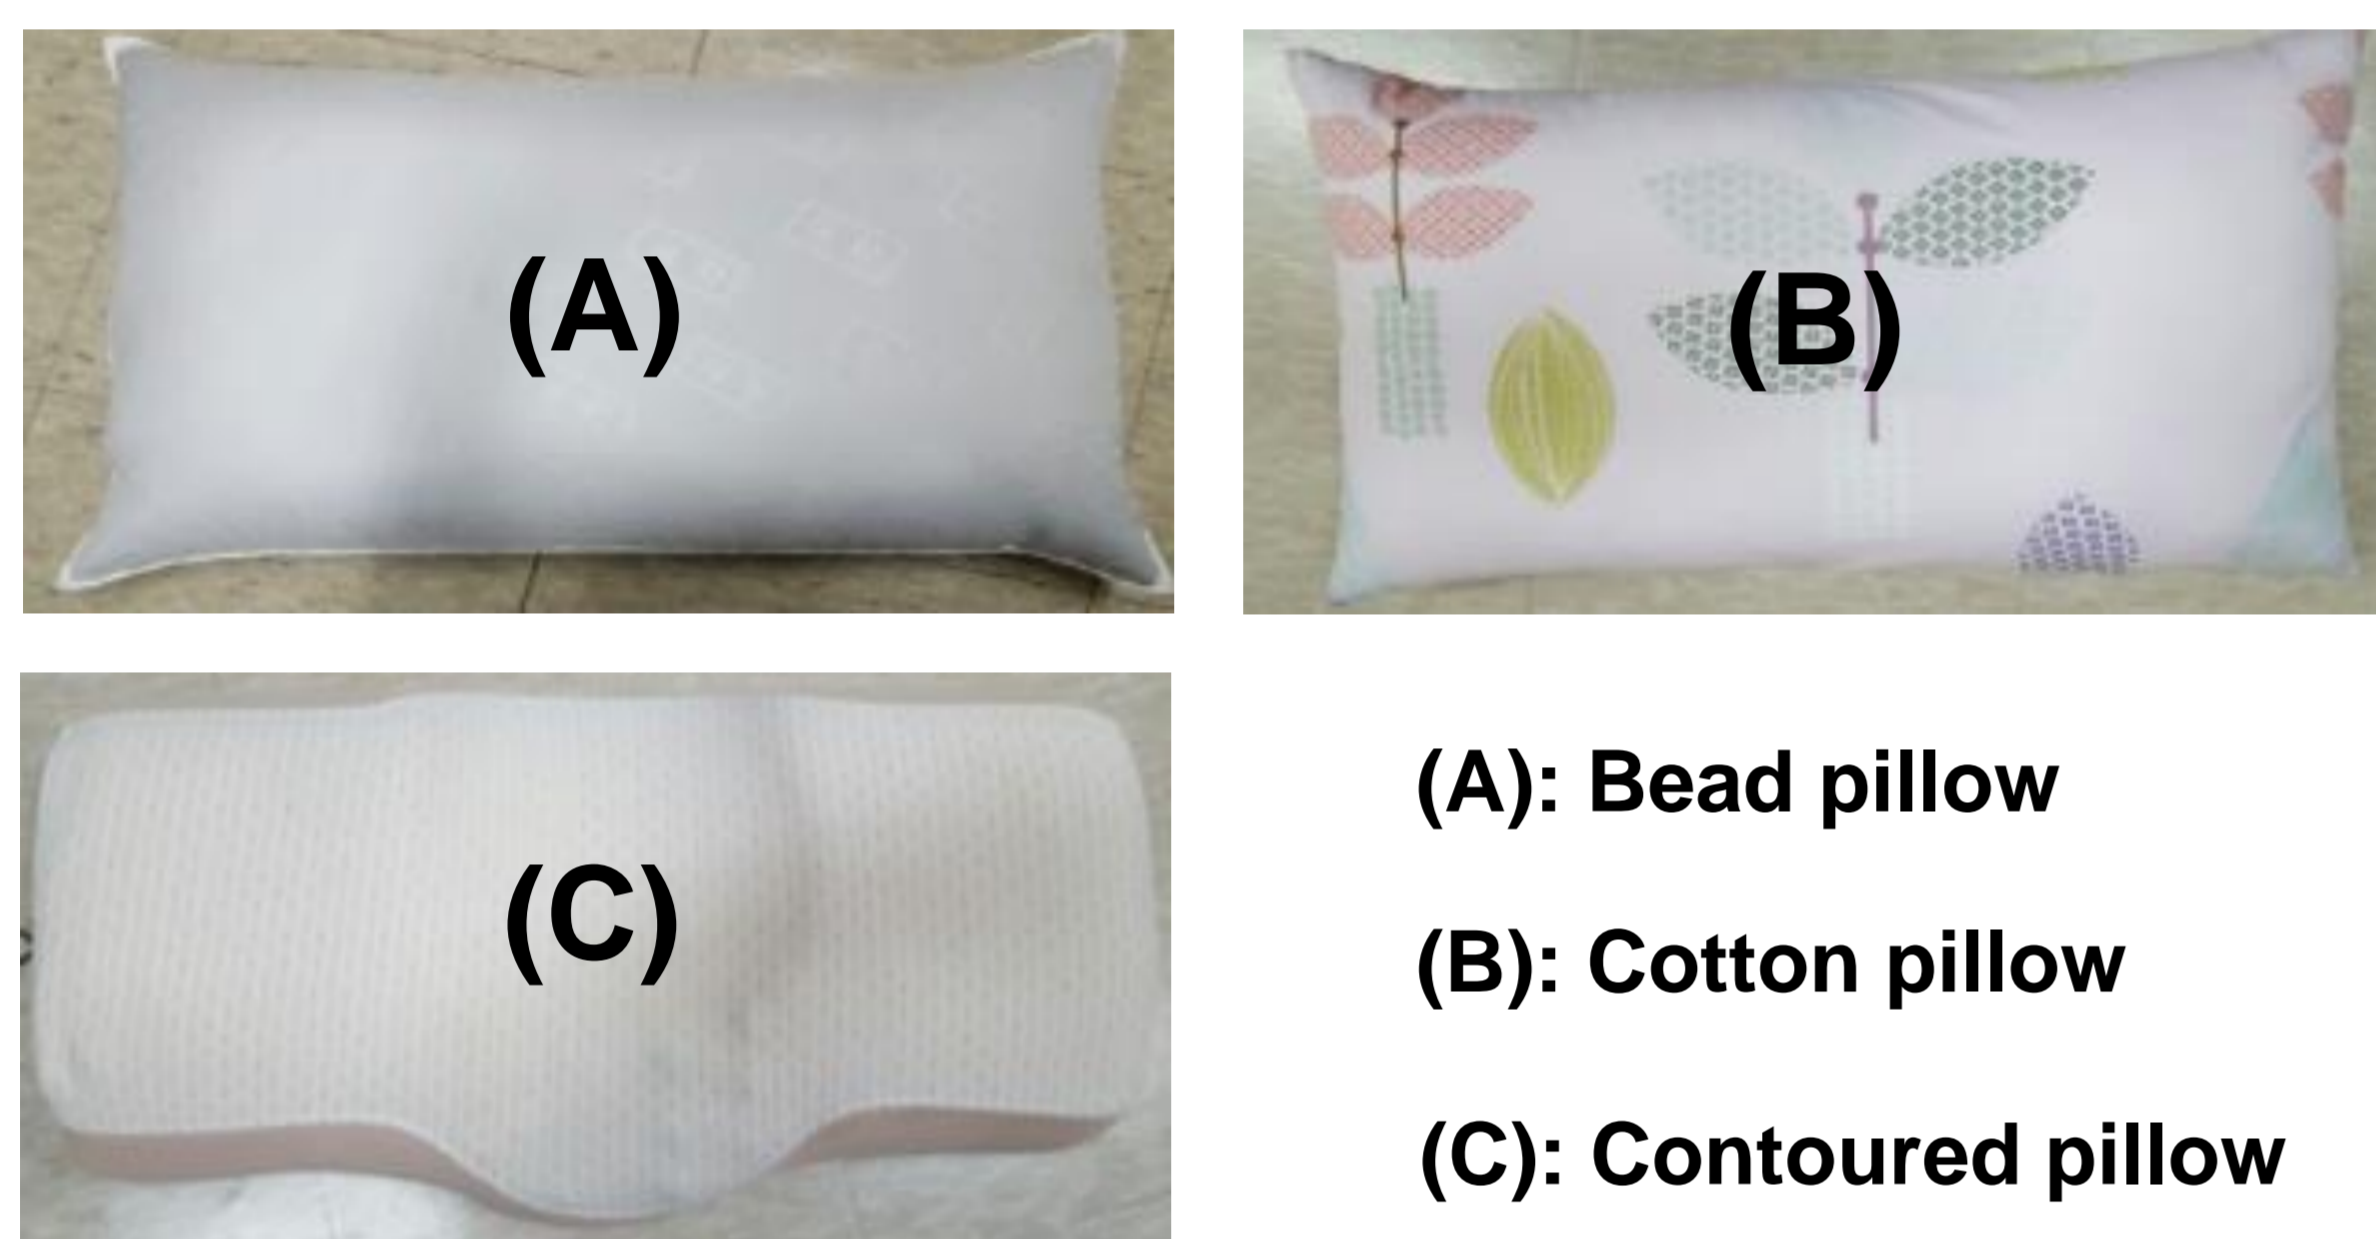 (A)
(B)
(C)
(A): Bead pillow
(B): Cotton pillow
(C): Contoured pillow